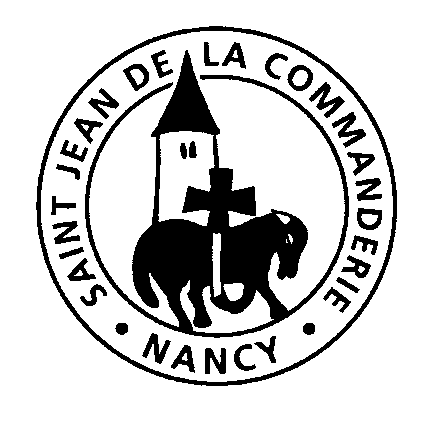 SAINT JEAN DE LA COMMANDERIE
NANCY